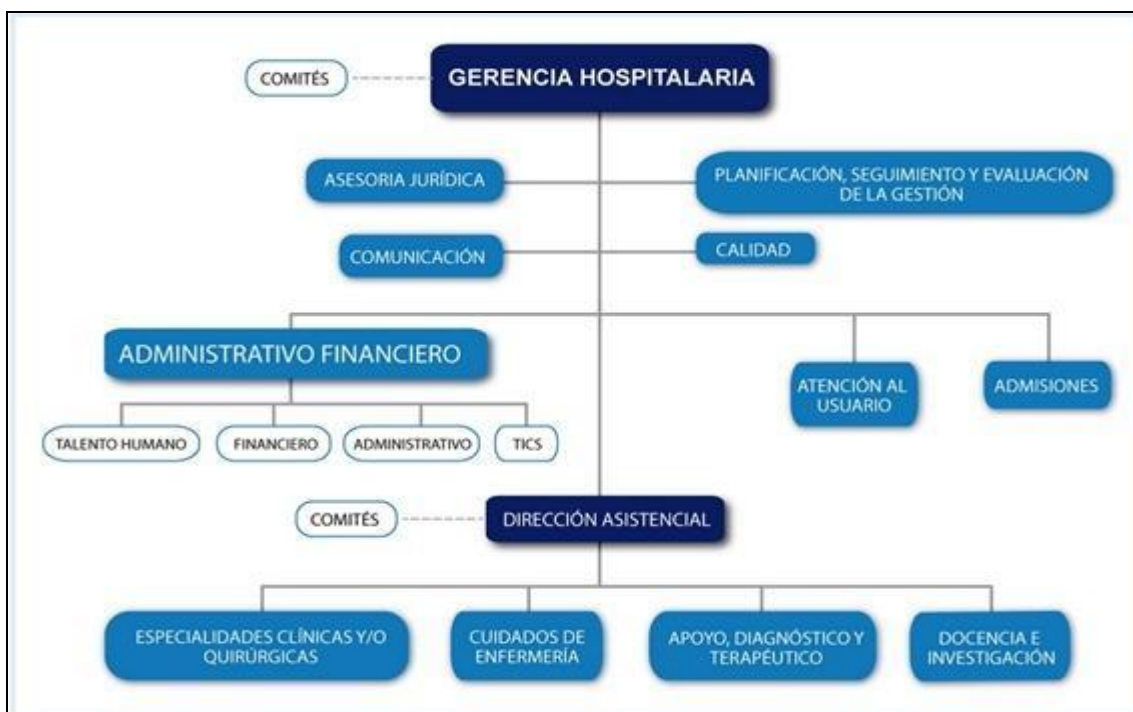 COMITÉS
GERENCIA HOSPITALARIA
ASESORIA JURÍDICA
PLANIFICACIÓN, SEGUIMIENTO Y EVALUACIÓN
DE LA GESTIÓN
COMUNICACIÓN
CALIDAD
ADMINISTRATIVO FINANCIERO
ATENCIÓN AL
USUARIO
ADMISIONES
TALENTO HUMANO
FINANCIERO
ADMINISTRATIVO
TICS
COMITÉS
DIRECCIÓN ASISTENCIAL
ESPECIALIDADES CLÍNICAS Y/O
QUIRÚRGICAS
CUIDADOS DE
ENFERMERÍA
APOYO, DIAGNÓSTICO Y
TERAPÉUTICO
DOCENCIA E
INVESTIGACIÓN